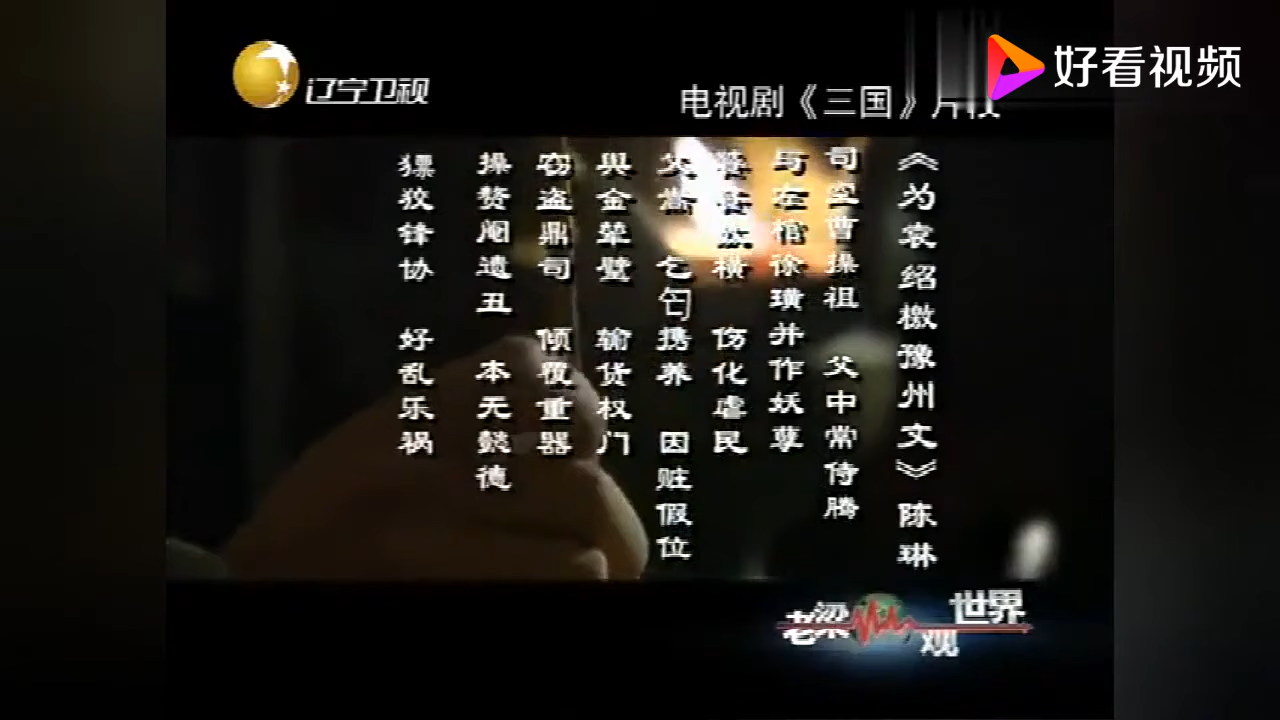 辽宁卫视
好看视频
电视剧《三国》片段
《为袁绍檄豫州文》陈琳
司空曹操祖 父中常侍腾
与左棺徐璜并作妖孽
饕餮放横 伤化虐民
父嵩 乞匄携养 因赃假位
舆金辇璧 输货权门
窃盗鼎司 倾覆重器
操赘阉遗丑 本无懿德
狡锋协 好乱乐祸
老梁观世界